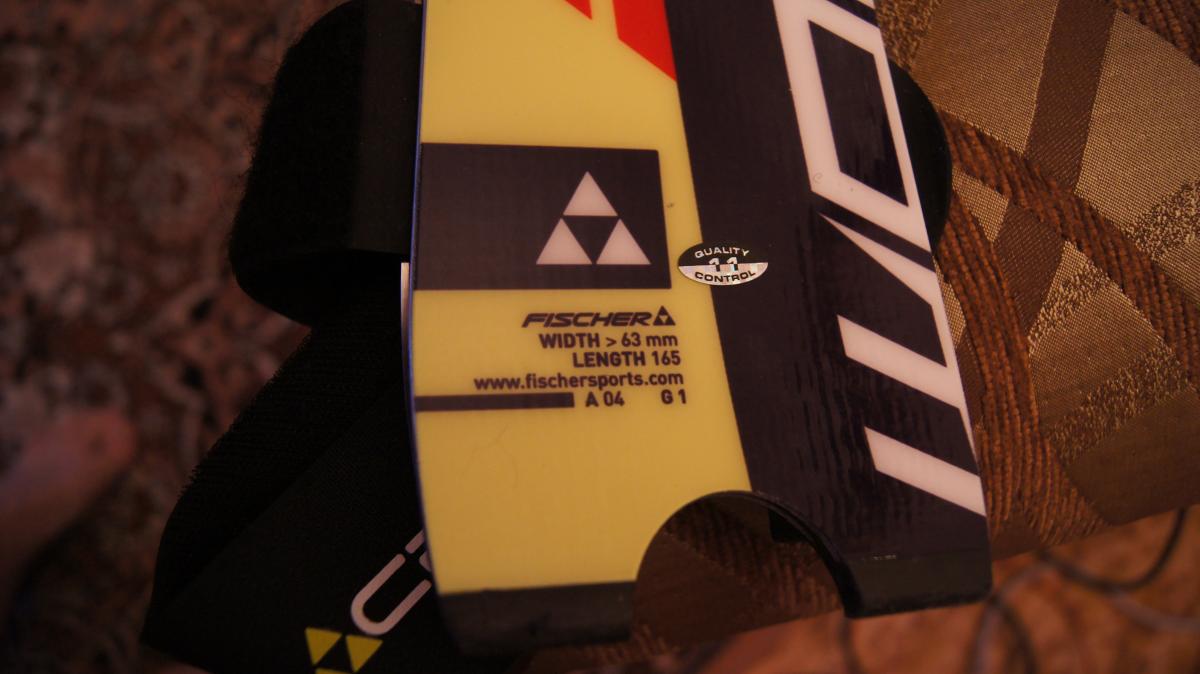 QUALITY
11
CONTROL
FISCHER
WIDTH > 63 mm
LENGTH 165
www.fischersports.com
A 04 G 1